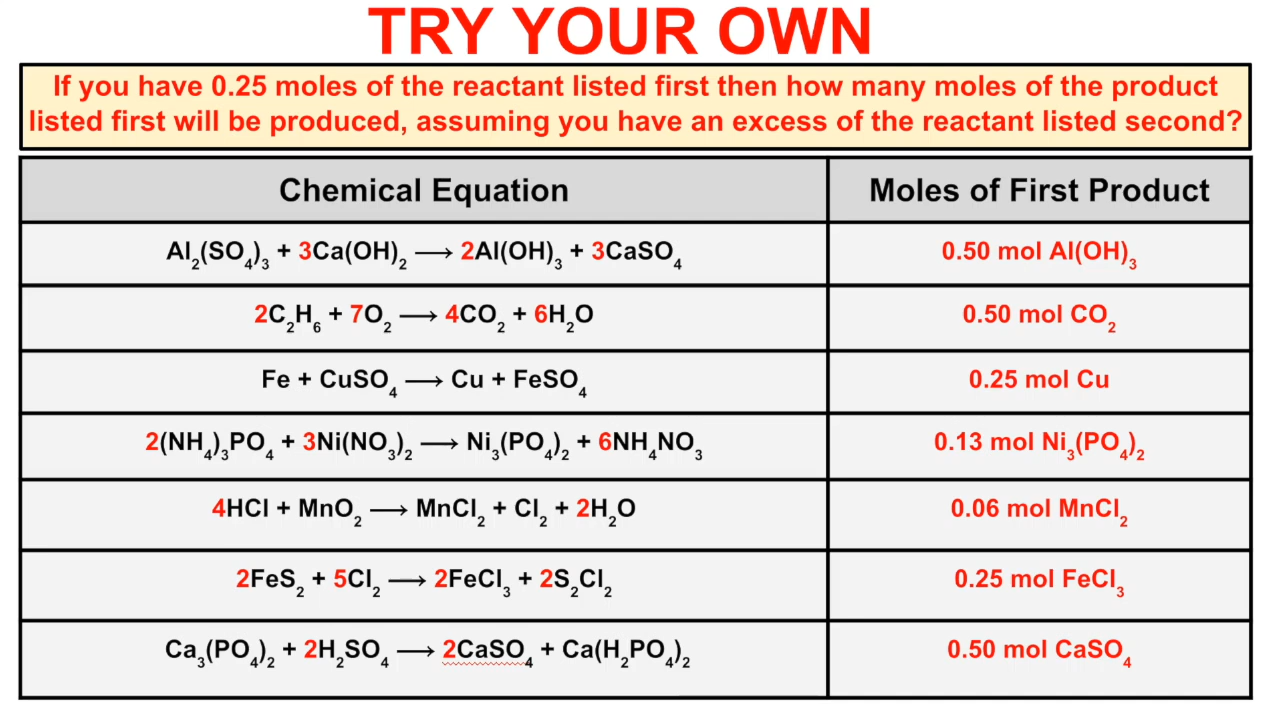 TRY YOUR OWN
If you have 0.25 moles of the reactant listed first then how many moles of the product
listed first will be produced, assuming you have an excess of the reactant listed second?
Chemical Equation Moles of First Product
Al₂(SO₄)₃ + 3Ca(OH)₂ ⟶ 2Al(OH)₃ + 3CaSO₄ 0.50 mol Al(OH)₃
2C₂H₆ + 7O₂ ⟶ 4CO₂ + 6H₂O 0.50 mol CO₂
Fe + CuSO₄ ⟶ Cu + FeSO₄ 0.25 mol Cu
2(NH₄)₃PO₄ + 3Ni(NO₃)₂ ⟶ Ni₃(PO₄)₂ + 6NH₄NO₃ 0.13 mol Ni₃(PO₄)₂
4HCl + MnO₂ ⟶ MnCl₂ + Cl₂ + 2H₂O 0.06 mol MnCl₂
2FeS₂ + 5Cl₂ ⟶ 2FeCl₃ + 2S₂Cl₂ 0.25 mol FeCl₃
Ca₃(PO₄)₂ + 2H₂SO₄ ⟶ 2CaSO₄ + Ca(H₂PO₄)₂ 0.50 mol CaSO₄